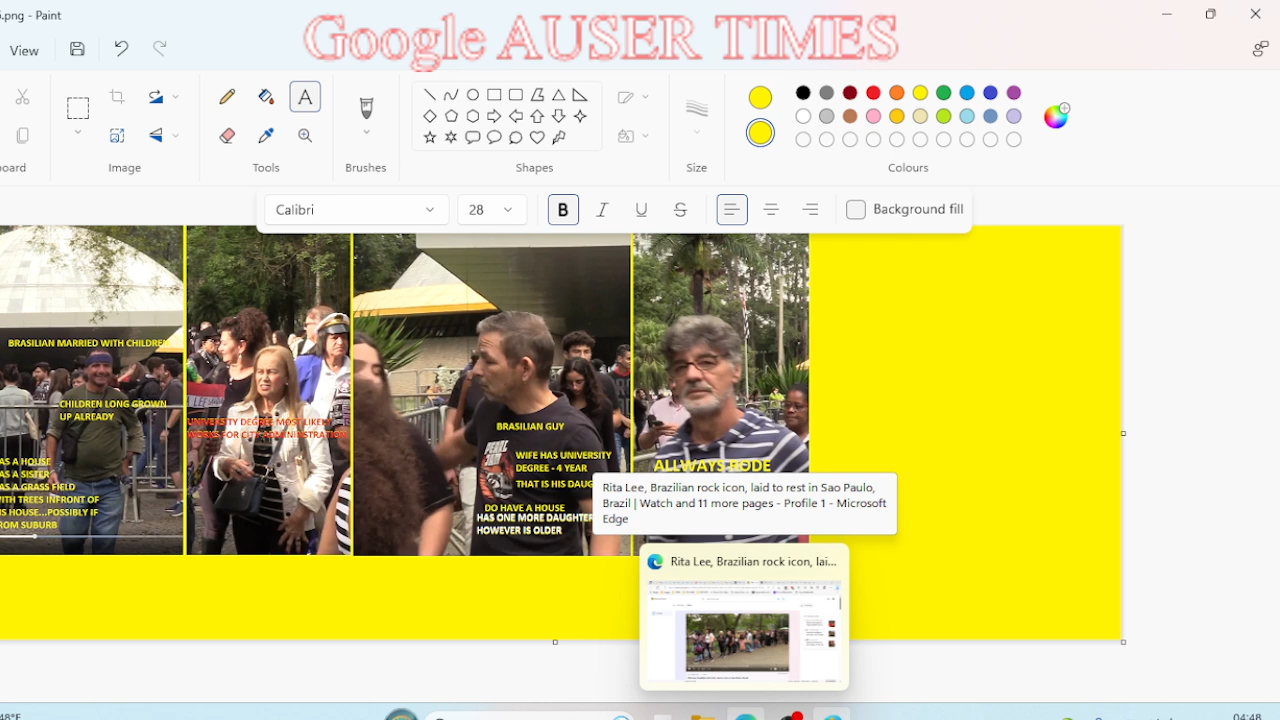 5.png - Paint
Google AUSER TIMES
View
Image
Tools
Brushes
Shapes
Size
Colours
Calibri
28
B
Background fill
BRASILIAN MARRIED WITH CHILDREN
CHILDREN LONG GROWN
UP ALREADY
AS A HOUSE
AS A SISTER
AS A GRASS FIELD
WITH TREES INFRONT OF
IS HOUSE...POSSIBLY IF
FROM SUBURB
UNIVERSITY DEGREE MOST LIKELY
WORKS FOR CITY ADMINISTRATION
BRASILIAN GUY
WIFE HAS UNIVERSITY
DEGREE - 4 YEAR
THAT IS HIS DAUG
DO HAVE A HOUSE
HAS ONE MORE DAUGHTER
HOWEVER IS OLDER
ALLWAYS RUDE
Rita Lee, Brazilian rock icon, laid to rest in Sao Paulo,
Brazil | Watch and 11 more pages - Profile 1 - Microsoft
Edge
Rita Lee, Brazilian rock icon, lai...
04:48